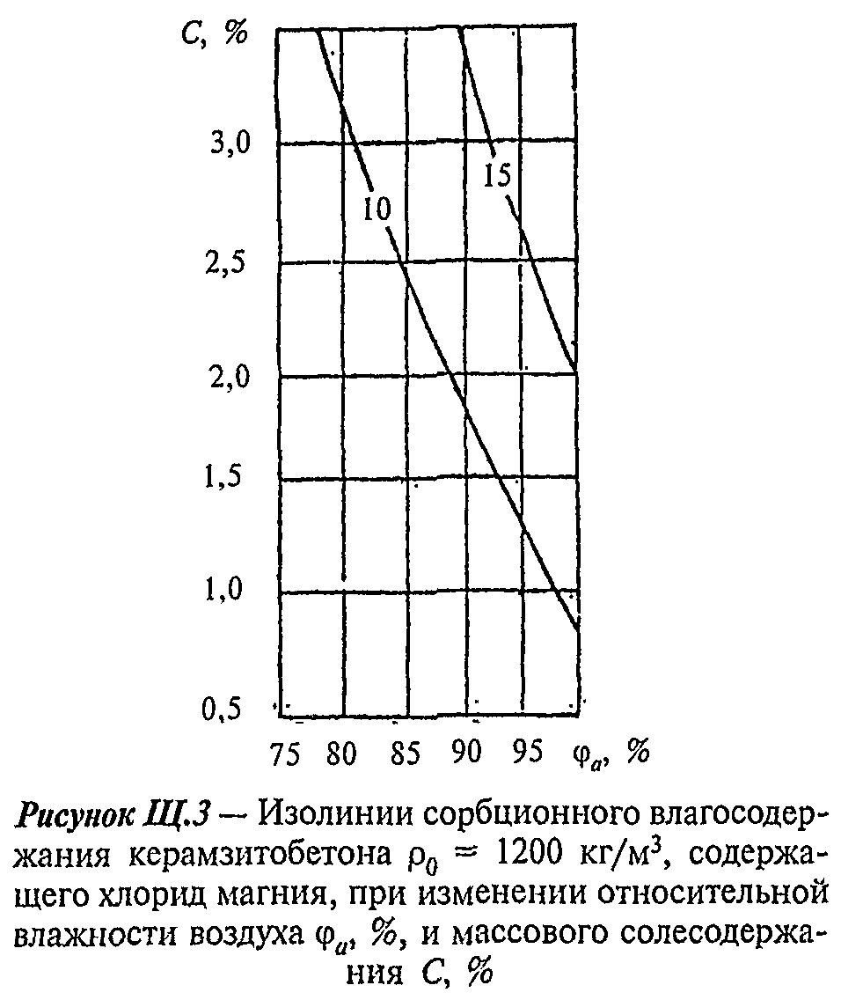 C, %
3,0
15
10
2,5
2,0
1,5
1,0
0,5
75 80 85 90 95 φa, %
Рисунок Щ.3 — Изолинии сорбционного влагосодер-
жания керамзитобетона ρ0 = 1200 кг/м³, содержа-
щего хлорид магния, при изменении относительной
влажности воздуха φa, %, и массового солесодержа-
ния C, %